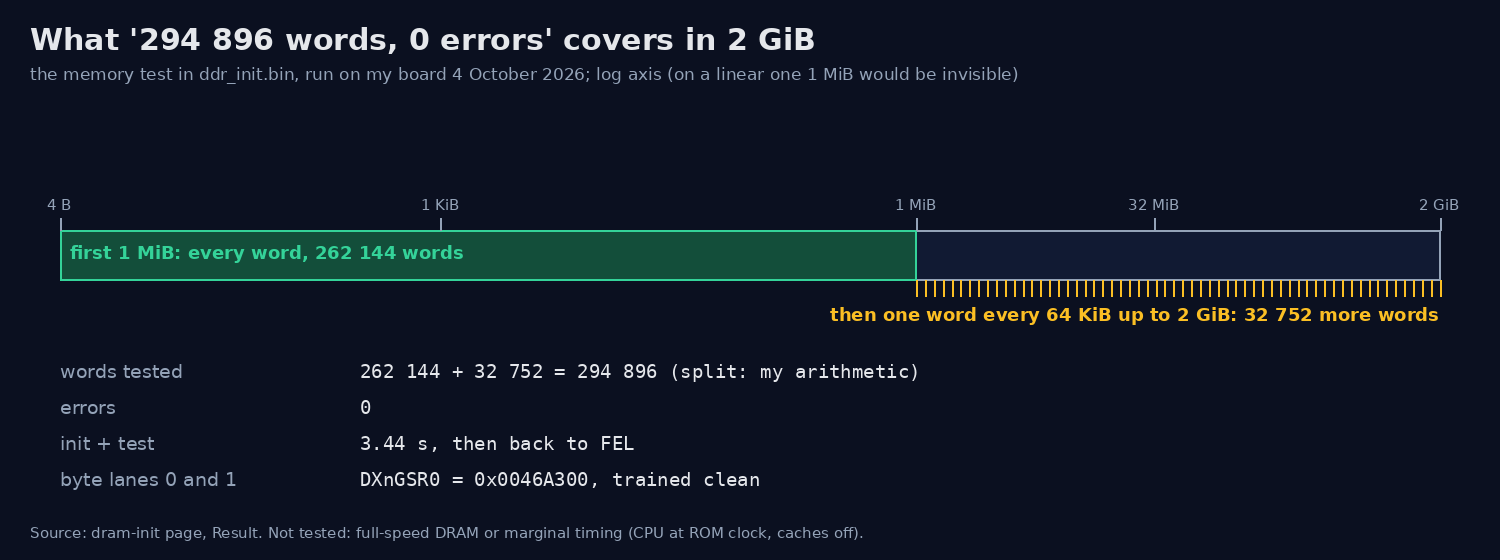 What '294 896 words, 0 errors' covers in 2 GiB
the memory test in ddr_init.bin, run on my board 4 October 2026; log axis (on a linear one 1 MiB would be invisible)
4 B 1 KiB 1 MiB 32 MiB 2 GiB
first 1 MiB: every word, 262 144 words
then one word every 64 KiB up to 2 GiB: 32 752 more words
words tested 262 144 + 32 752 = 294 896 (split: my arithmetic)
errors 0
init + test 3.44 s, then back to FEL
byte lanes 0 and 1 DXnGSR0 = 0x0046A300, trained clean
Source: dram-init page, Result. Not tested: full-speed DRAM or marginal timing (CPU at ROM clock, caches off).